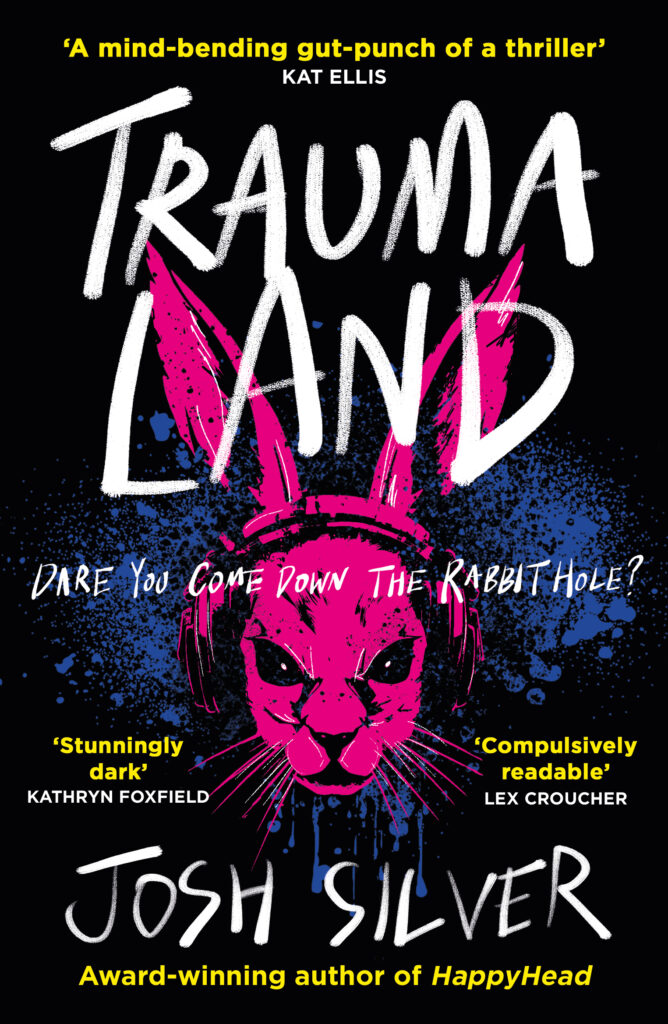 ‘A mind-bending gut-punch of a thriller’
KAT ELLIS
TRAUMA
LAND
DARE YOU COME DOWN THE RABBIT HOLE?
‘Stunningly
dark’
KATHRYN FOXFIELD
‘Compulsively
readable’
LEX CROUCHER
JOSH SILVER
Award-winning author of HappyHead